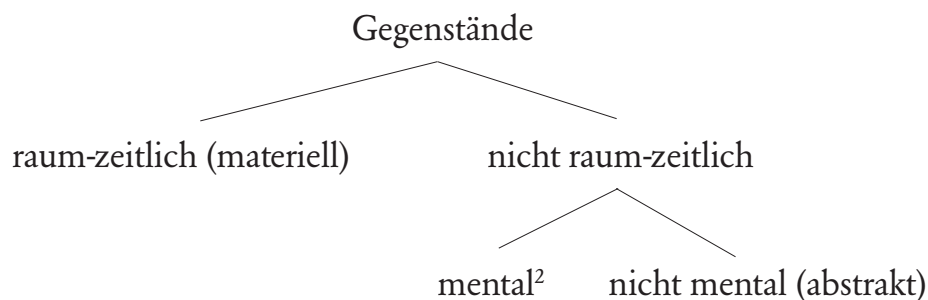 Gegenstände
raum-zeitlich (materiell) nicht raum-zeitlich
mental² nicht mental (abstrakt)